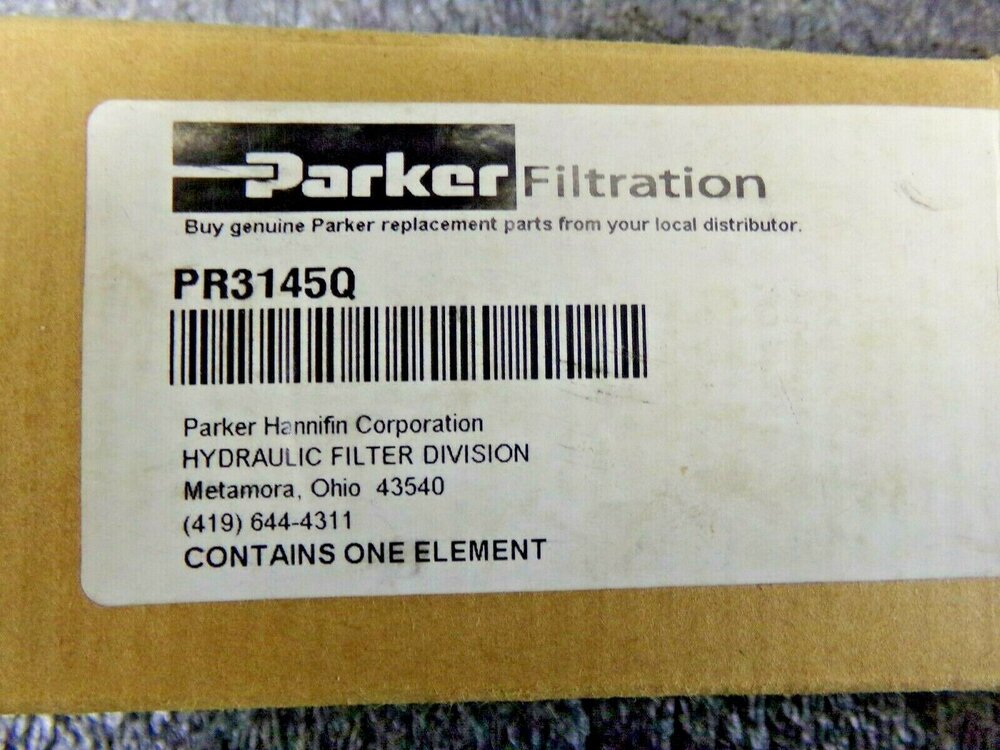 Parker Filtration
Buy genuine Parker replacement parts from your local distributor.
PR3145Q
Parker Hannifin Corporation
HYDRAULIC FILTER DIVISION
Metamora, Ohio 43540
(419) 644-4311
CONTAINS ONE ELEMENT